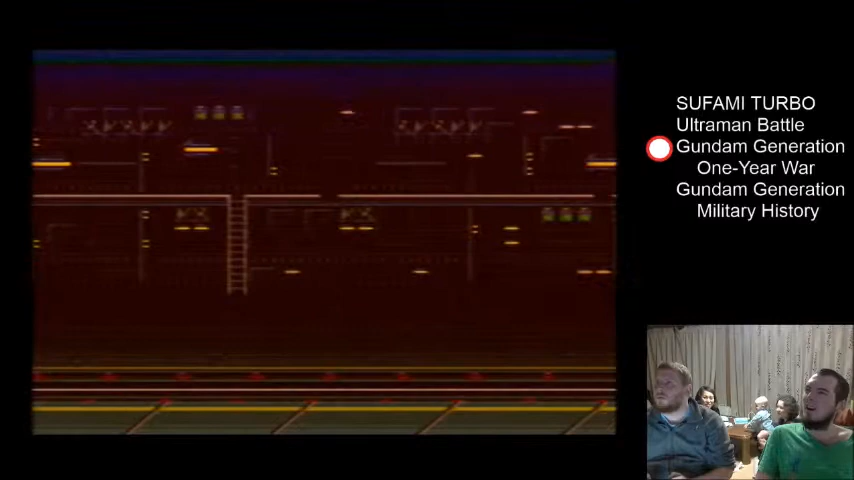 SUFAMI TURBO
Ultraman Battle
Gundam Generation
One-Year War
Gundam Generation
Military History